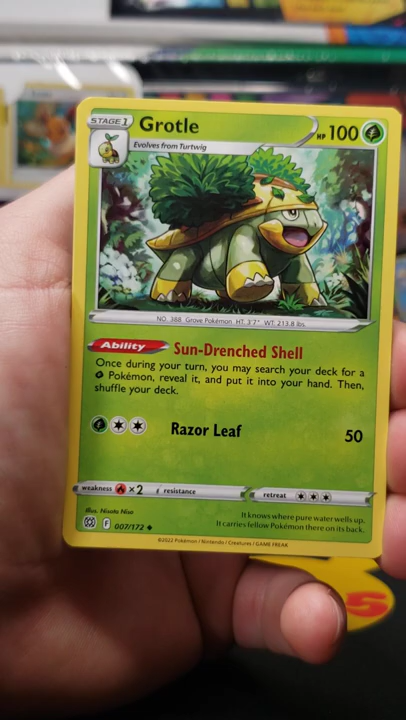 STAGE 1
Grotle
HP 100
Evolves from Turtwig
NO. 388 Grove Pokémon HT: 3'7" WT: 213.8 lbs.
Ability Sun-Drenched Shell
Once during your turn, you may search your deck for a
Pokémon, reveal it, and put it into your hand. Then,
shuffle your deck.
Razor Leaf 50
weakness ×2 resistance retreat
Illus. Nisota Niso
It knows where pure water wells up.
It carries fellow Pokémon there on its back.
F 007/172
©2022 Pokémon / Nintendo / Creatures / GAME FREAK
5